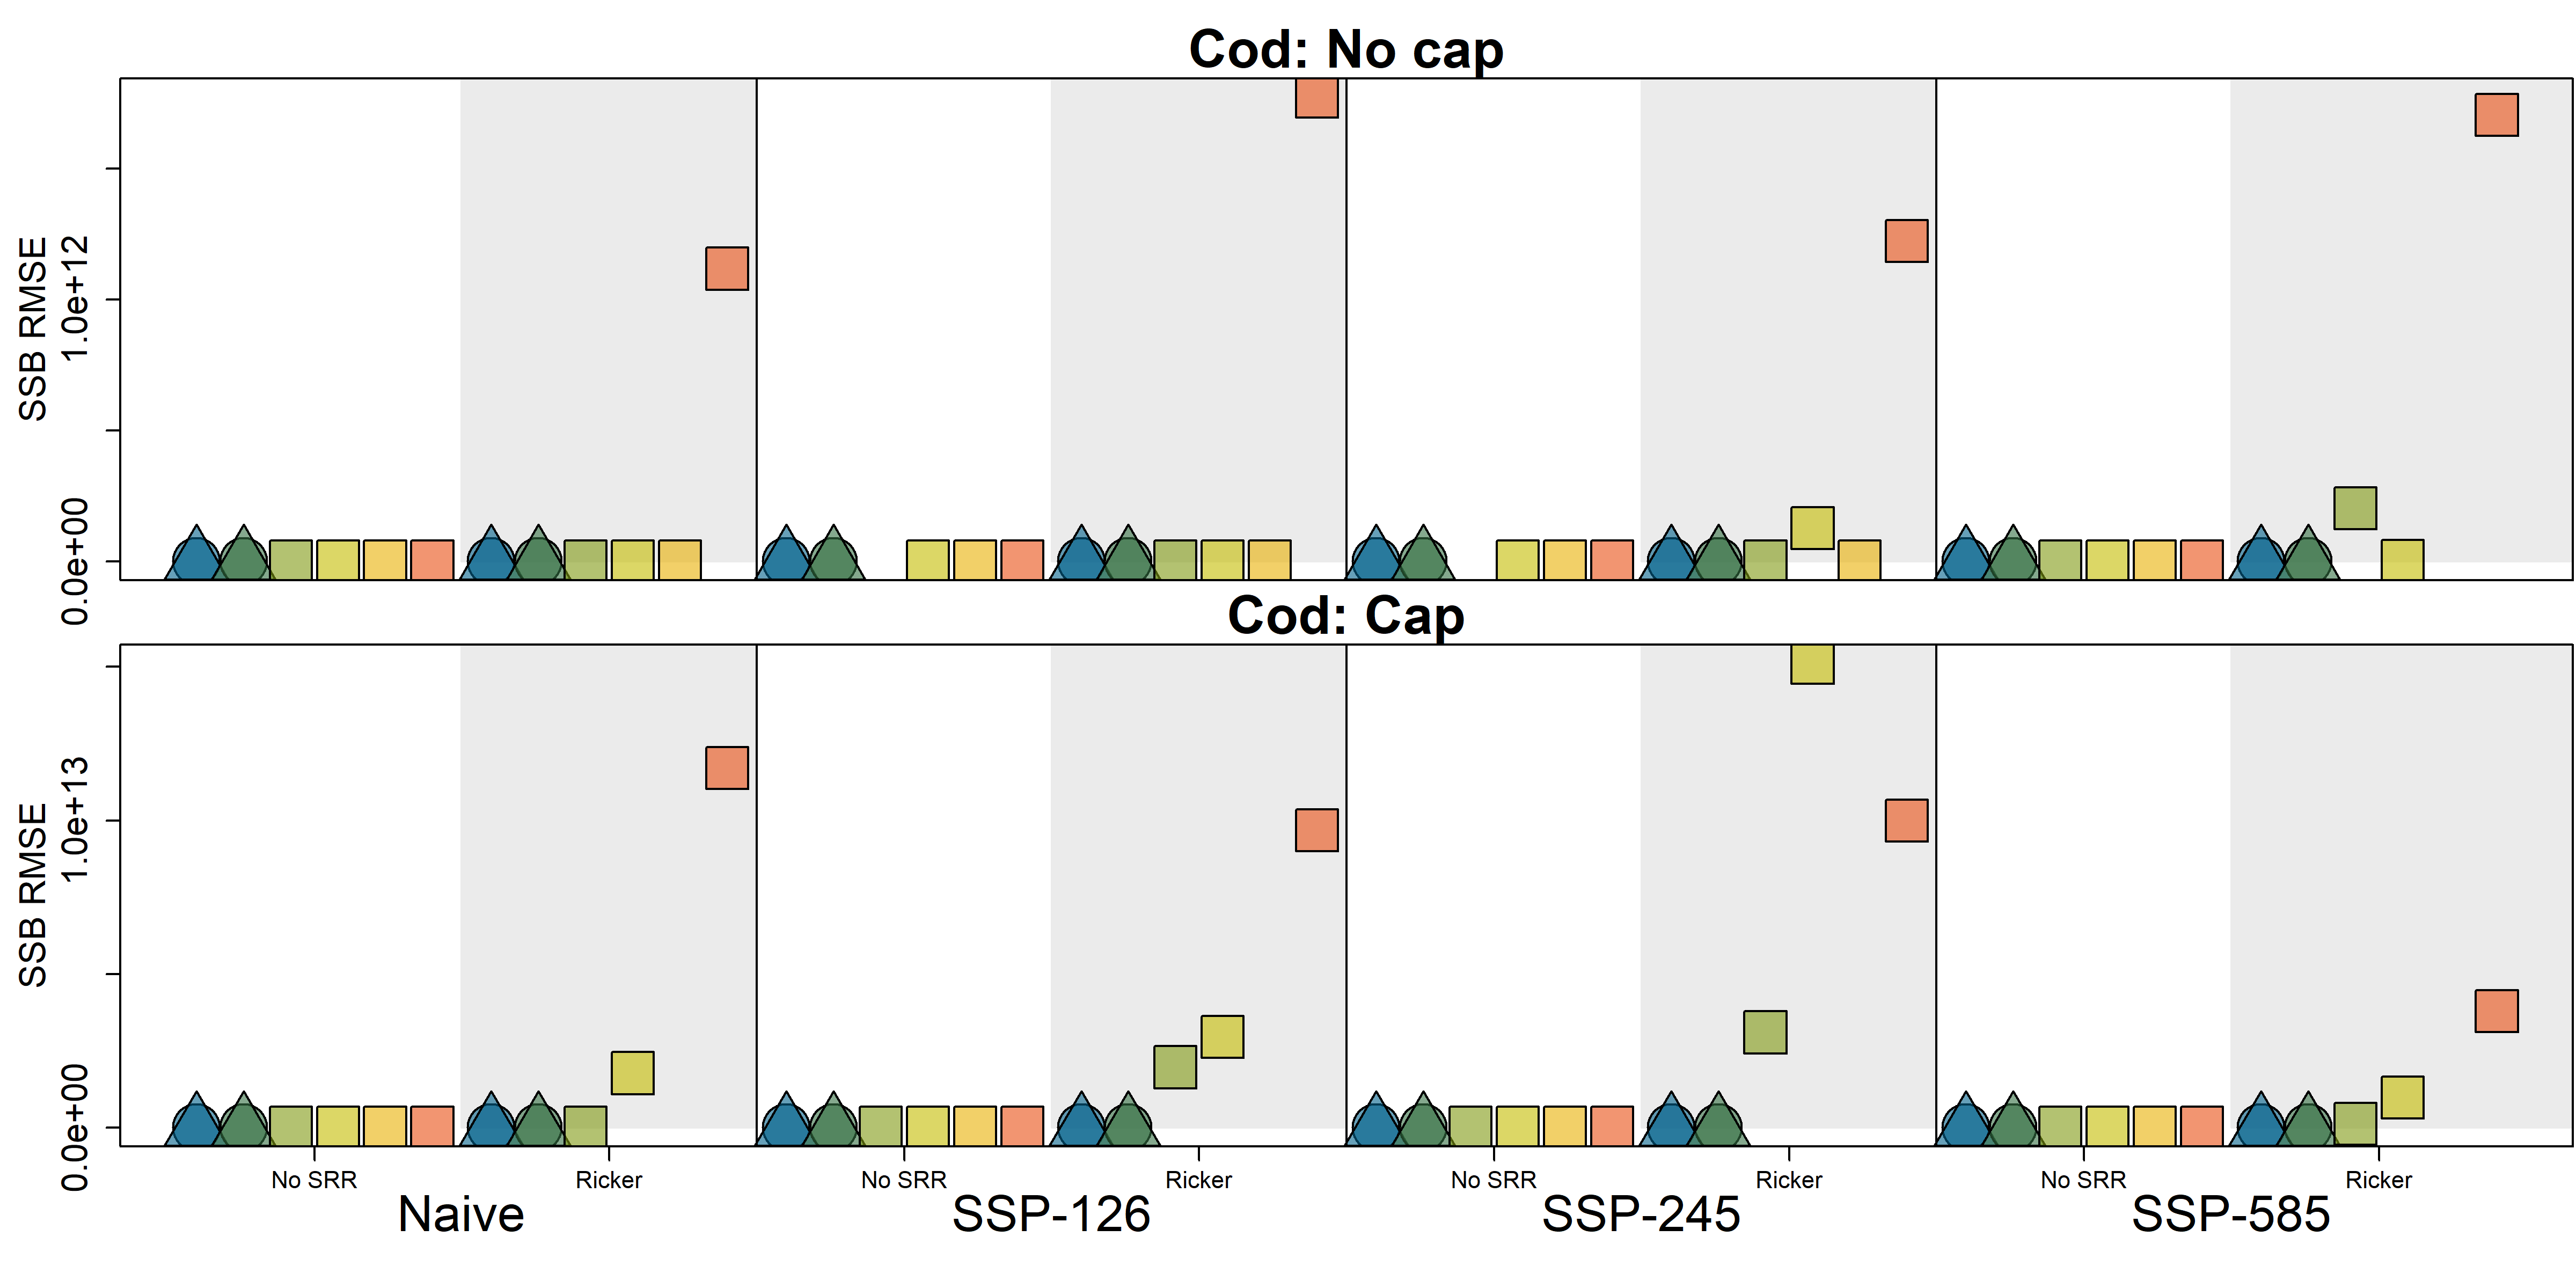 Cod: No cap
SSB RMSE
1.0e+12
0.0e+00
Cod: Cap
SSB RMSE
1.0e+13
0.0e+00
No SRR Ricker No SRR Ricker No SRR Ricker No SRR Ricker
Naive SSP-126 SSP-245 SSP-585